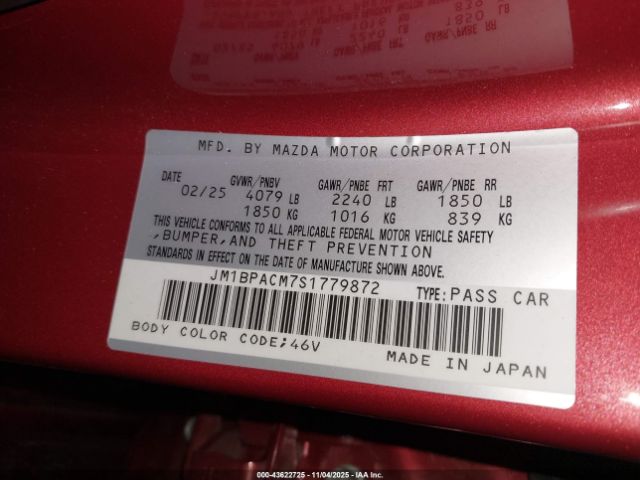 MFD. BY MAZDA MOTOR CORPORATION
DATE GVWR/PNBV GAWR/PNBE FRT GAWR/PNBE RR
02/25 4079 LB 2240 LB 1850 LB
1850 KG 1016 KG 839 KG
THIS VEHICLE CONFORMS TO ALL APPLICABLE FEDERAL MOTOR VEHICLE SAFETY
,BUMPER,AND THEFT PREVENTION
STANDARDS IN EFFECT ON THE DATE OF MANUFACTURE SHOWN ABOVE.
JM1BPACM7S1779872 TYPE:PASS CAR
BODY COLOR CODE;46V
MADE IN JAPAN
000-43622725 - 11/04/2025 - IAAI.com